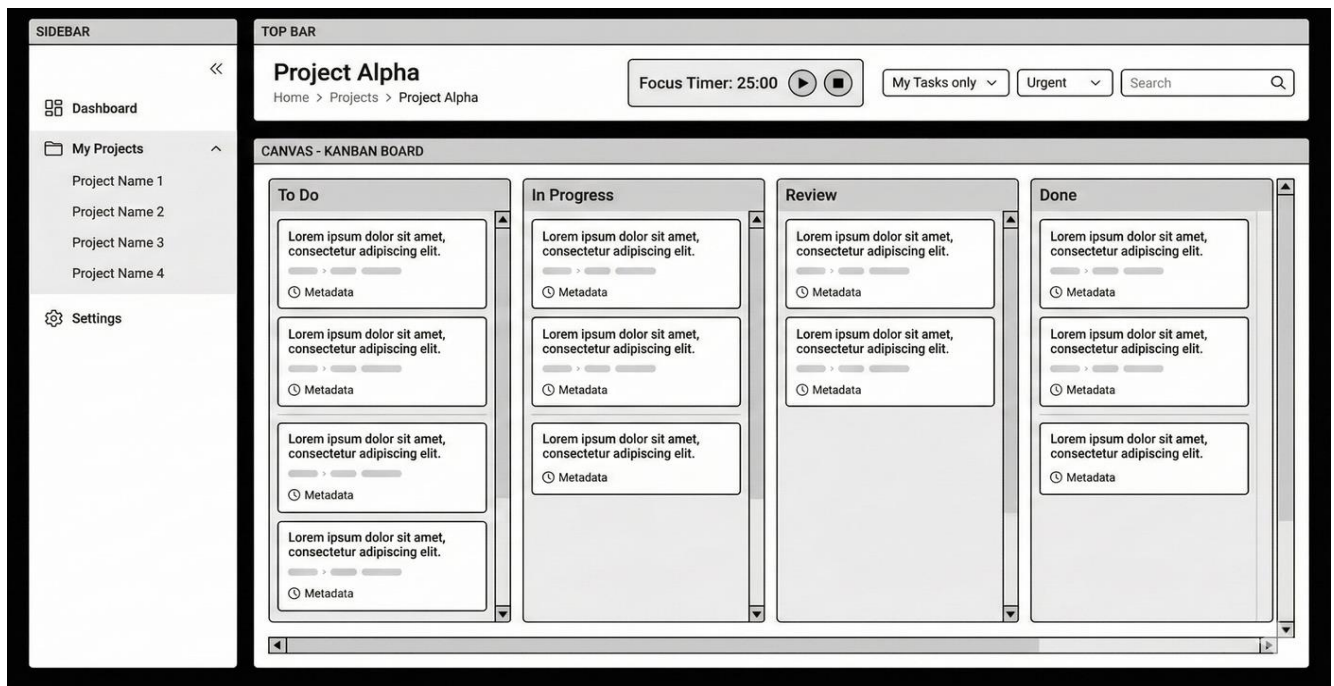 SIDEBAR
Dashboard
My Projects
Project Name 1
Project Name 2
Project Name 3
Project Name 4
Settings
TOP BAR
Project Alpha
Home > Projects > Project Alpha
Focus Timer: 25:00
My Tasks only
Urgent
Search
CANVAS - KANBAN BOARD
To Do
Lorem ipsum dolor sit amet,
consectetur adipiscing elit.
Metadata
Lorem ipsum dolor sit amet,
consectetur adipiscing elit.
Metadata
Lorem ipsum dolor sit amet,
consectetur adipiscing elit.
Metadata
Lorem ipsum dolor sit amet,
consectetur adipiscing elit.
Metadata
In Progress
Lorem ipsum dolor sit amet,
consectetur adipiscing elit.
Metadata
Lorem ipsum dolor sit amet,
consectetur adipiscing elit.
Metadata
Lorem ipsum dolor sit amet,
consectetur adipiscing elit.
Metadata
Review
Lorem ipsum dolor sit amet,
consectetur adipiscing elit.
Metadata
Lorem ipsum dolor sit amet,
consectetur adipiscing elit.
Metadata
Done
Lorem ipsum dolor sit amet,
consectetur adipiscing elit.
Metadata
Lorem ipsum dolor sit amet,
consectetur adipiscing elit.
Metadata
Lorem ipsum dolor sit amet,
consectetur adipiscing elit.
Metadata